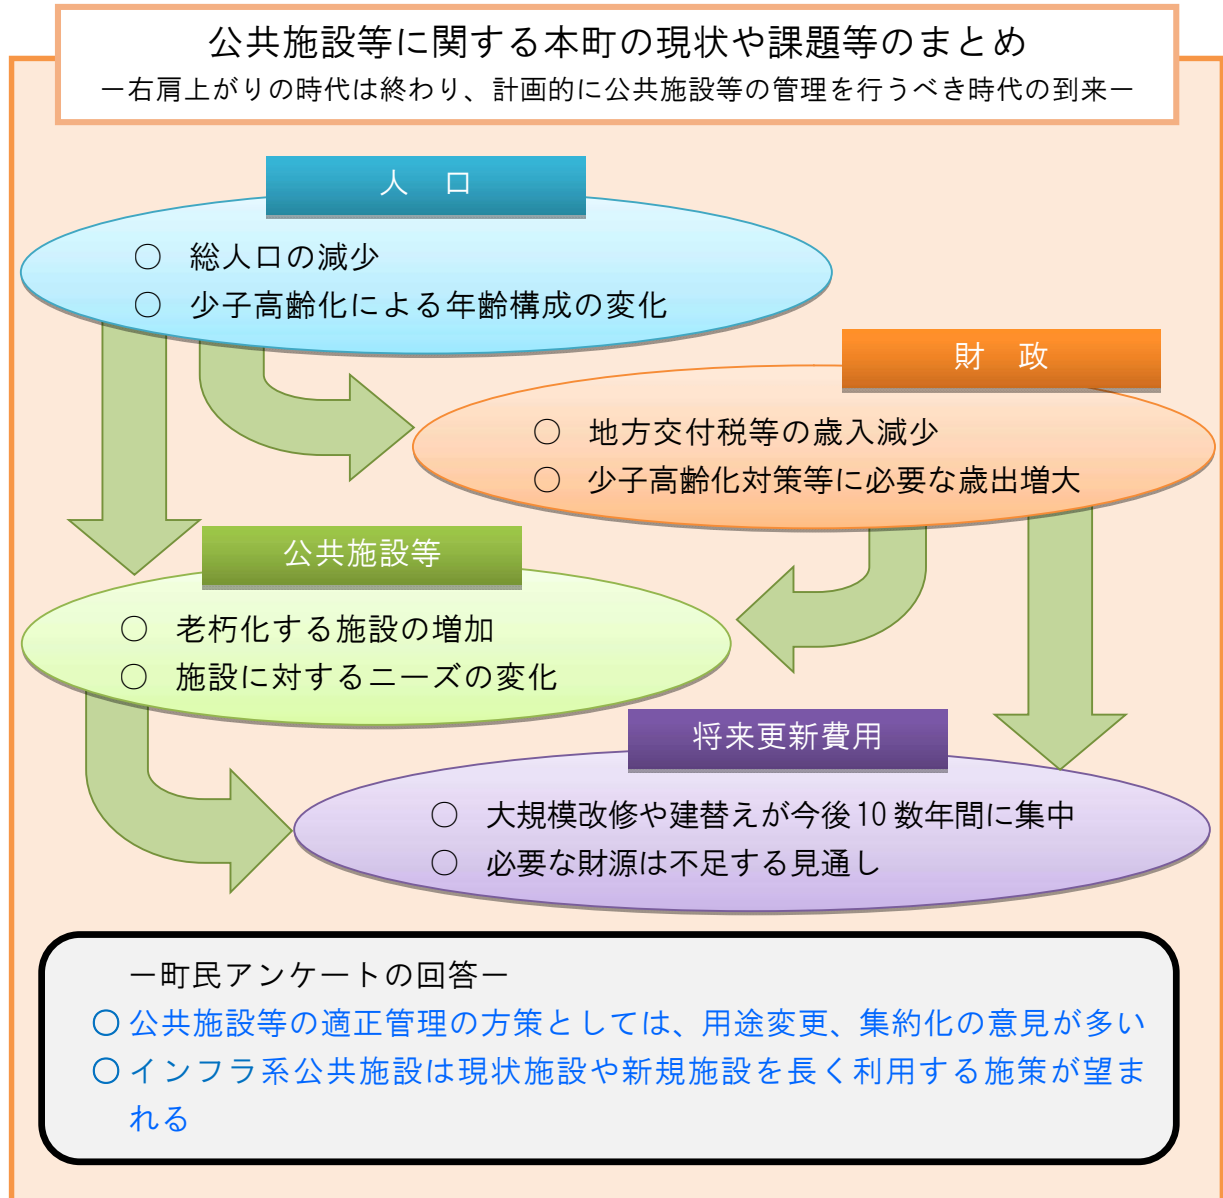 公共施設等に関する本町の現状や課題等のまとめ
ー右肩上がりの時代は終わり、計画的に公共施設等の管理を行うべき時代の到来ー
人　口
○　総人口の減少
○　少子高齢化による年齢構成の変化
財　政
○　地方交付税等の歳入減少
○　少子高齢化対策等に必要な歳出増大
公共施設等
○　老朽化する施設の増加
○　施設に対するニーズの変化
将来更新費用
○　大規模改修や建替えが今後10数年間に集中
○　必要な財源は不足する見通し
ー町民アンケートの回答ー
○公共施設等の適正管理の方策としては、用途変更、集約化の意見が多い
○インフラ系公共施設は現状施設や新規施設を長く利用する施策が望ま
れる